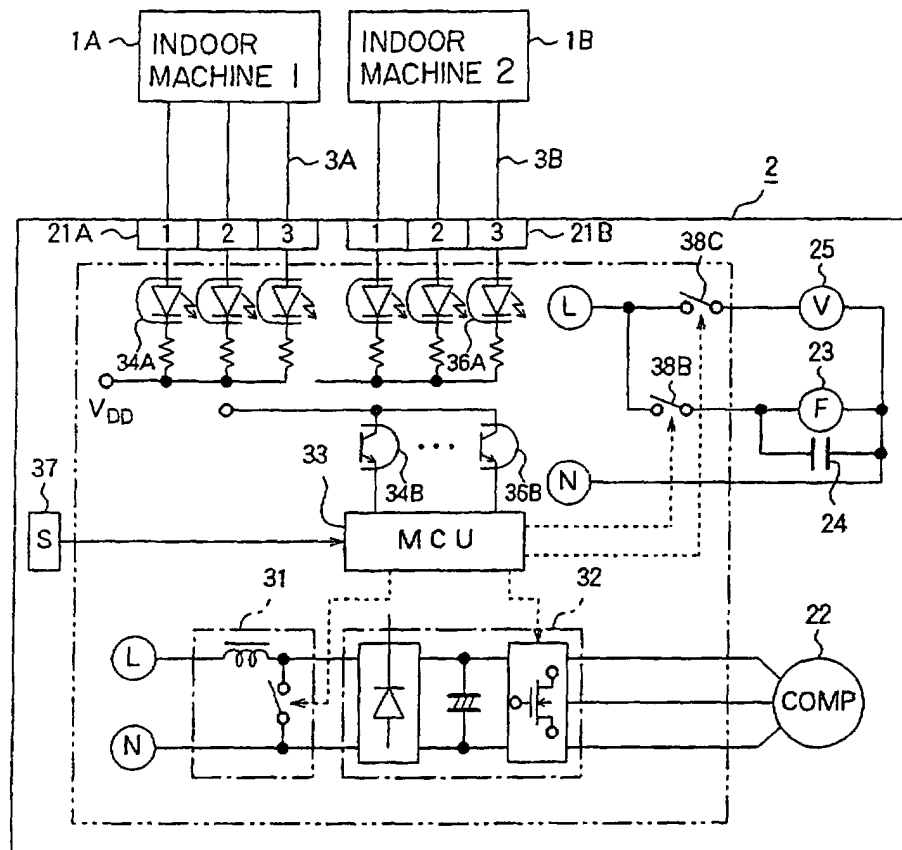 1A
INDOOR
MACHINE 1
INDOOR
MACHINE 2
1B
3A
3B
2
21A
1 2 3
1 2 3
21B
38C
25
L
V
34A
36A
38B
23
F
VDD
33
34B
36B
N
24
37
S
MCU
31
32
22
L
COMP
N